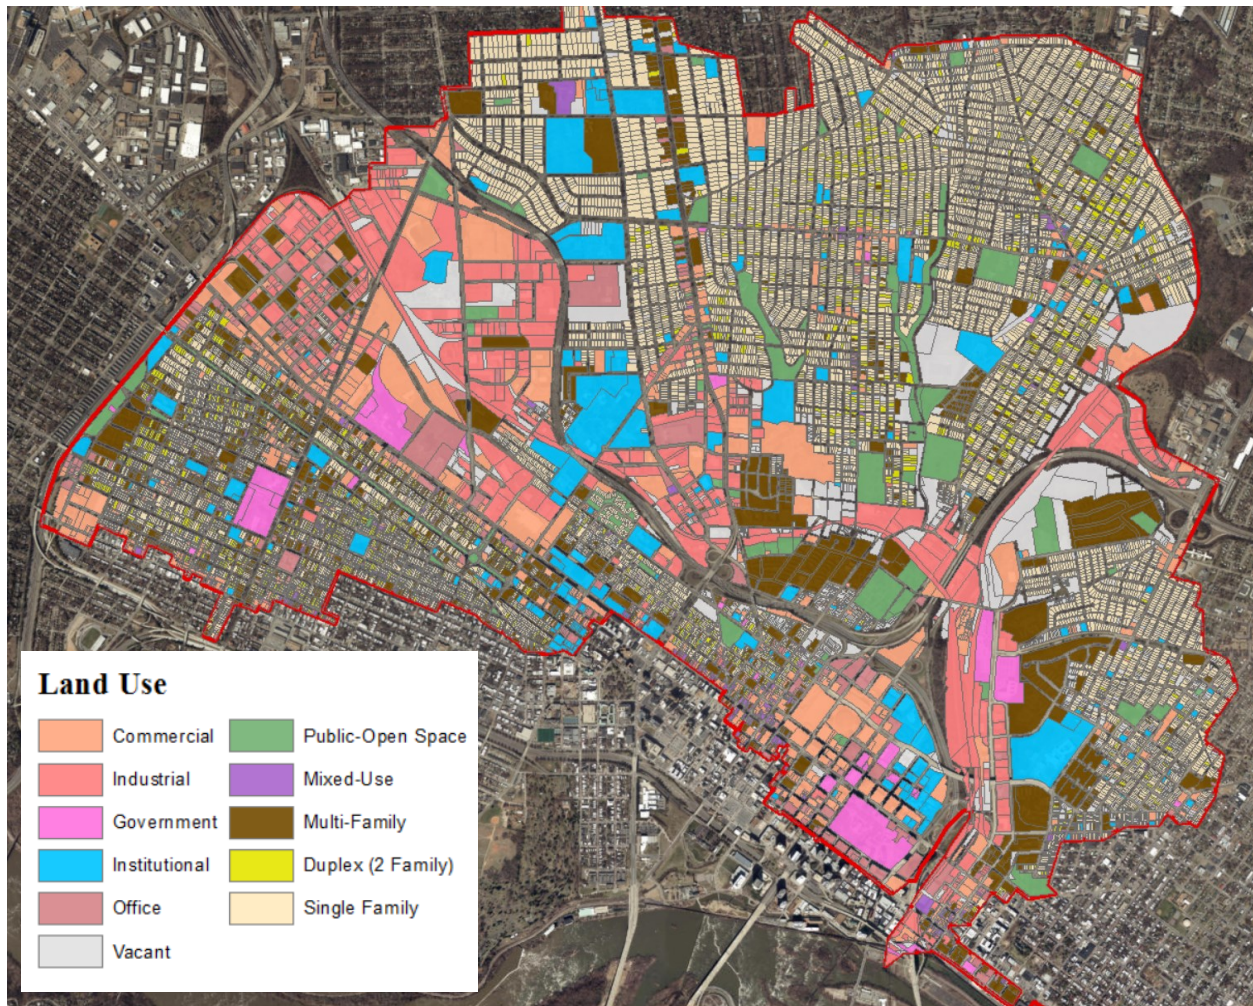 Land Use
Commercial
Public-Open Space
Industrial
Mixed-Use
Government
Multi-Family
Institutional
Duplex (2 Family)
Office
Single Family
Vacant